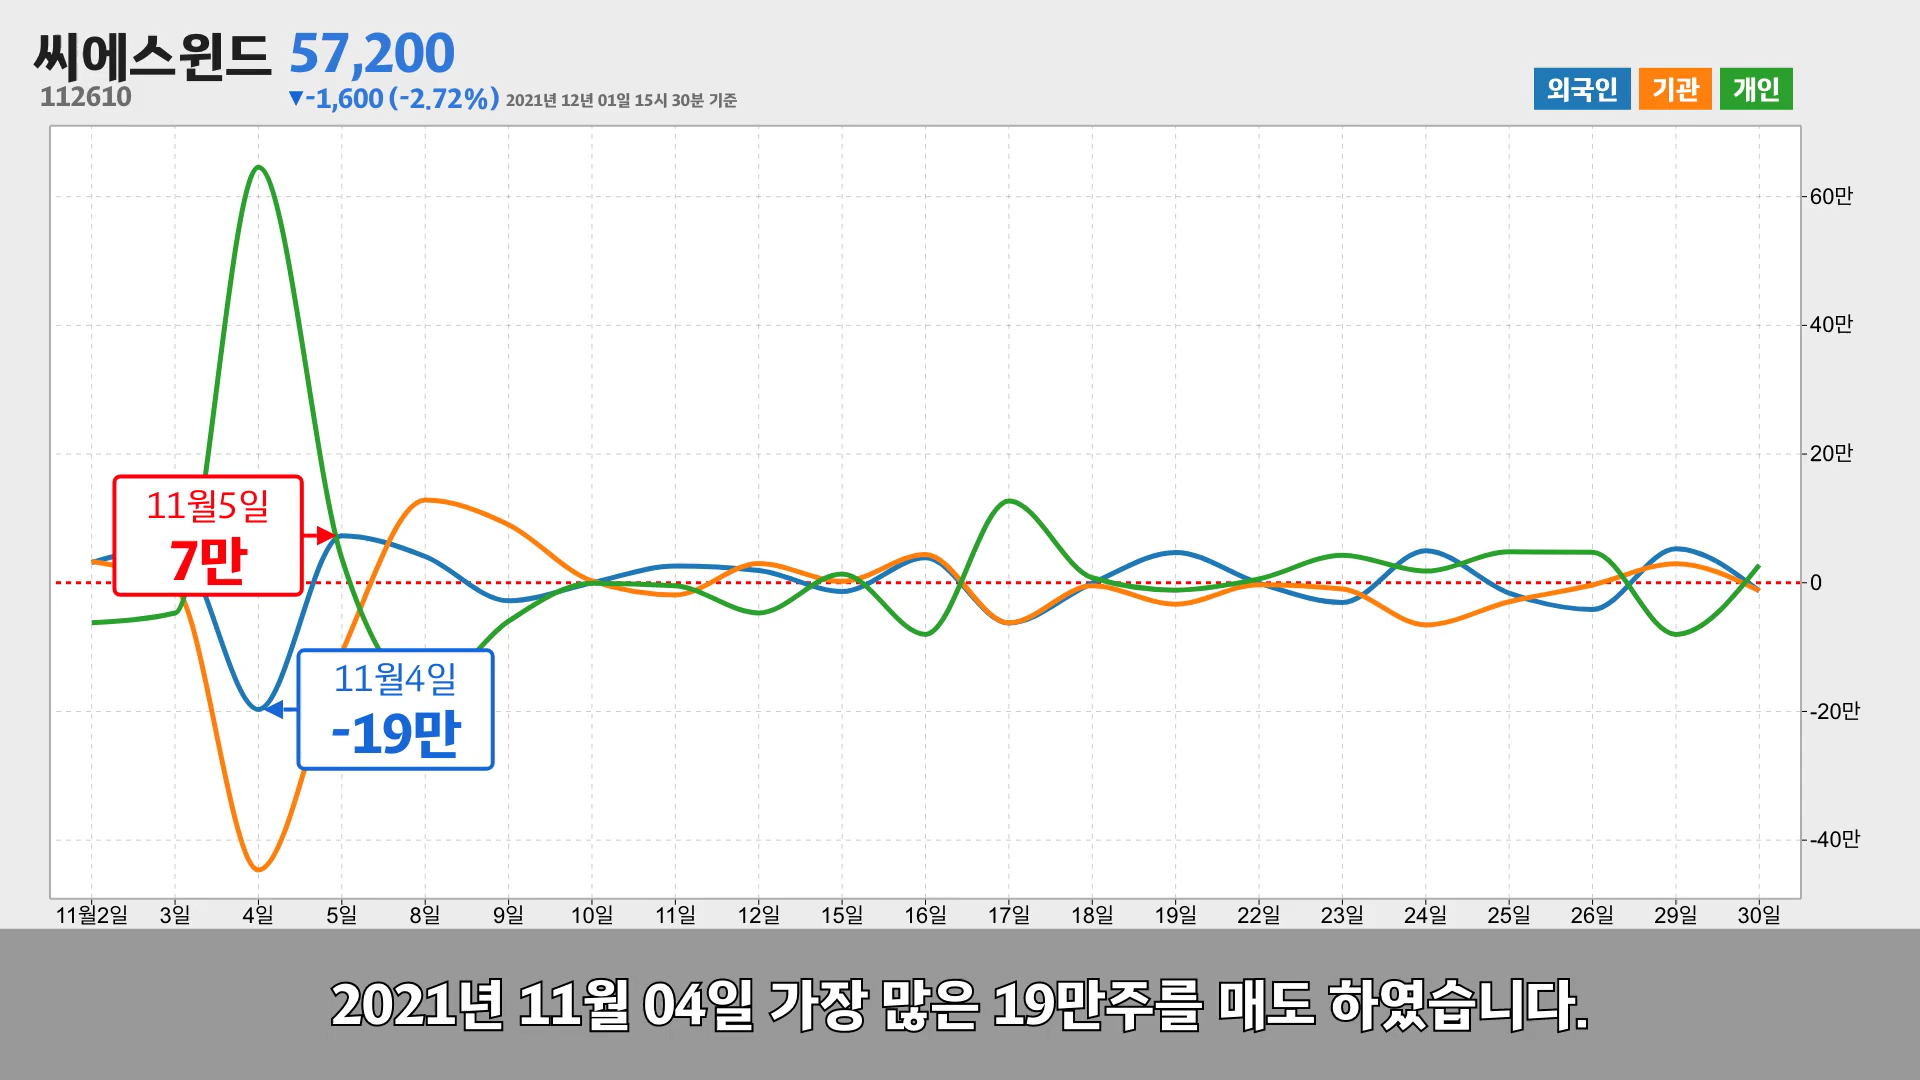 씨에스윈드 57,200
112610 ▼-1,600 (-2.72%) 2021년 12년 01일 15시 30분 기준
외국인 기관 개인
60만
40만
20만
0
-20만
-40만
11월5일
7만
11월4일
-19만
11월2일 3일 4일 5일 8일 9일 10일 11일 12일 15일 16일 17일 18일 19일 22일 23일 24일 25일 26일 29일 30일
2021년 11월 04일 가장 많은 19만주를 매도 하였습니다.